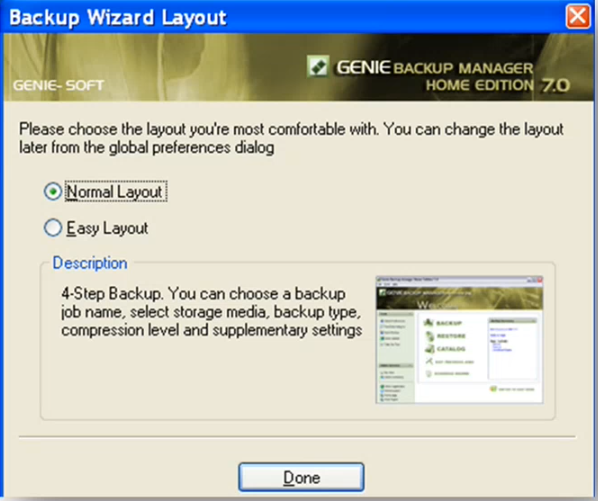 Backup Wizard Layout
GENIE BACKUP MANAGER
GENIE- SOFT
HOME EDITION 7.0
Please choose the layout you're most comfortable with. You can change the layout
later from the global preferences dialog
Normal Layout
Easy Layout
Description
4-Step Backup. You can choose a backup
job name, select storage media, backup type,
compression level and supplementary settings
BACKUP
RESTORE
CATALOG
Done